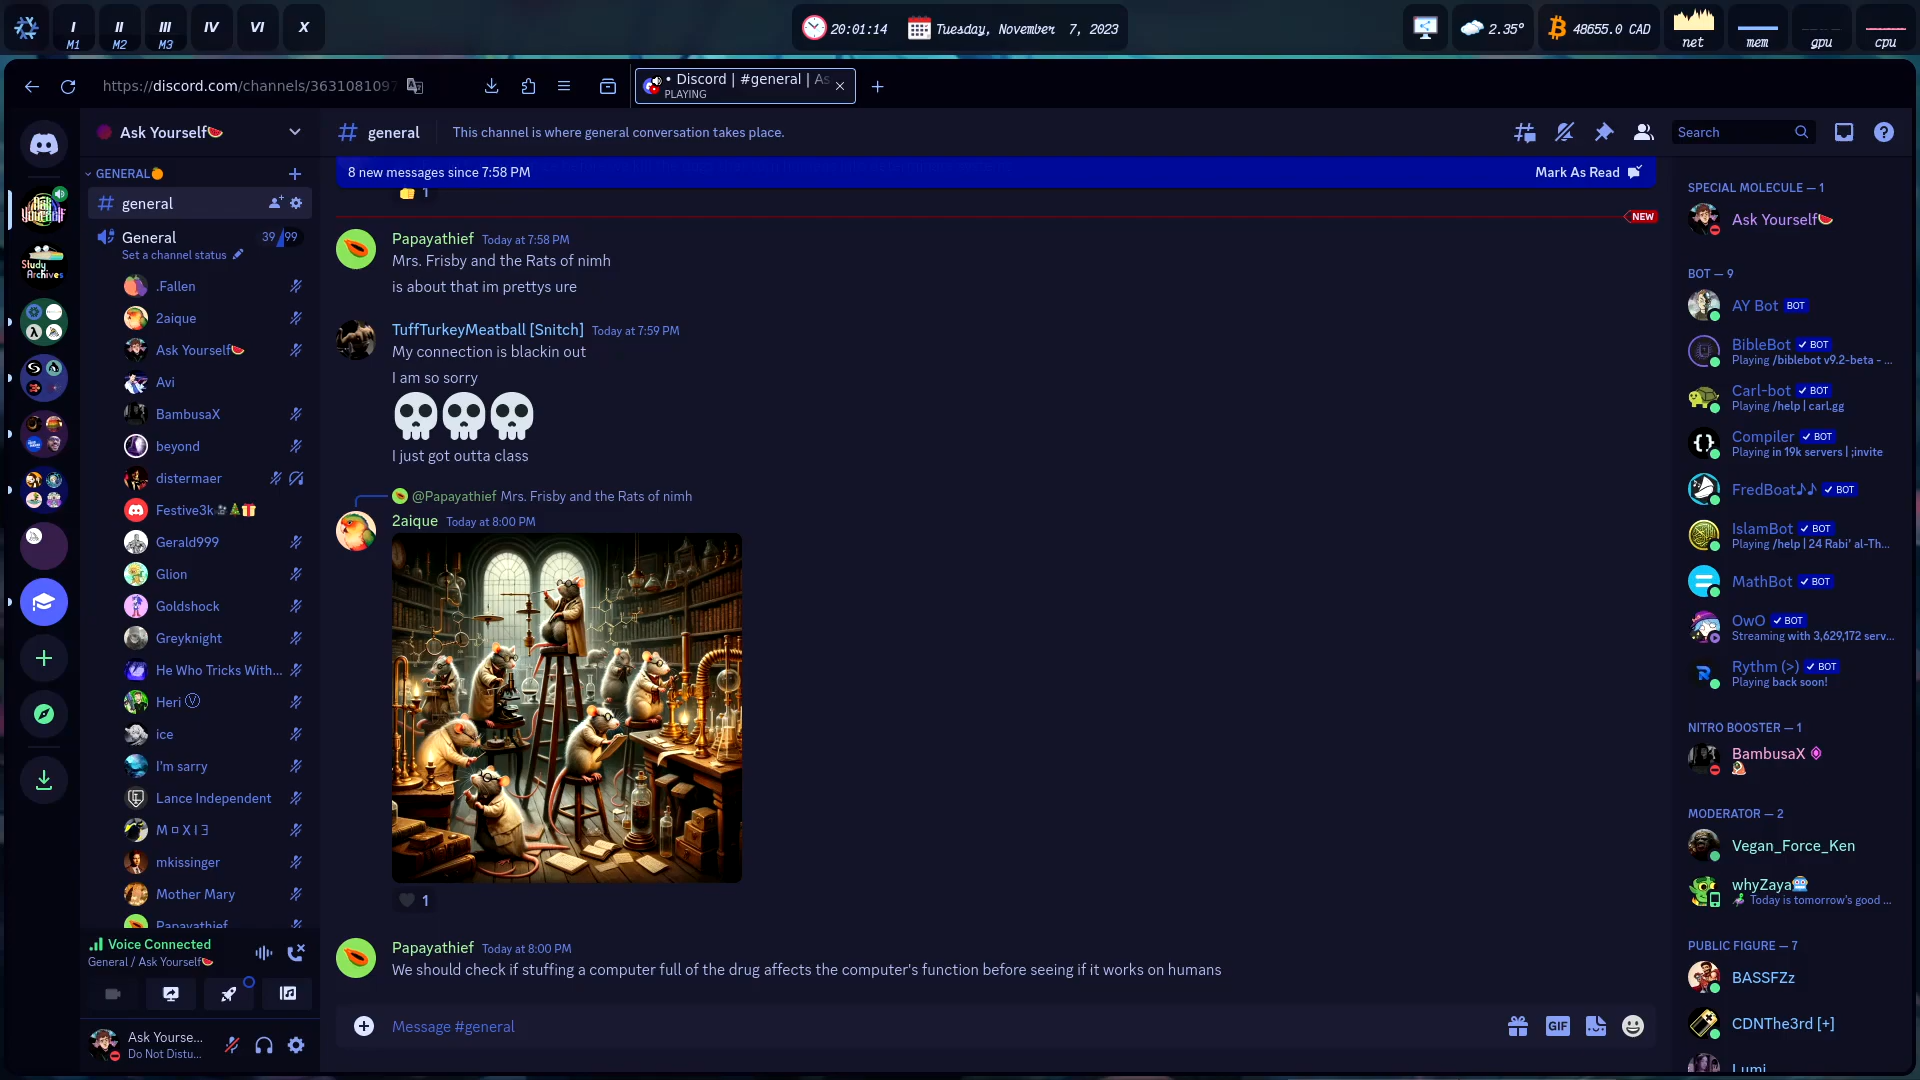 I
M1
II
M2
III
M3
IV
VI
X
20:01:14
Tuesday, November 7, 2023
2.35°
48655.0 CAD
net
mem
gpu
cpu
https://discord.com/channels/3631081097
• Discord | #general | As
PLAYING
Ask Yourself🍉
general
This channel is where general conversation takes place.
Search
8 new messages since 7:58 PM
Mark As Read
👍 1
NEW
GENERAL🍊
general
General
39 99
Set a channel status
.Fallen
2aique
Ask Yourself🍉
Avi
BambusaX
beyond
distermaer
Festive3k🎄🎁
Gerald999
Glion
Goldshock
Greyknight
He Who Tricks With...
Heri Ⓥ
ice
I'm sarry
Lance Independent
M ¤ X I Ǝ
mkissinger
Mother Mary
Papayathief
Voice Connected
General / Ask Yourself🍉
Ask Yourse...
Do Not Distu...
Papayathief Today at 7:58 PM
Mrs. Frisby and the Rats of nimh
is about that im prettys ure
TuffTurkeyMeatball [Snitch] Today at 7:59 PM
My connection is blackin out
I am so sorry
💀💀💀
I just got outta class
@Papayathief Mrs. Frisby and the Rats of nimh
2aique Today at 8:00 PM
🖤 1
Papayathief Today at 8:00 PM
We should check if stuffing a computer full of the drug affects the computer's function before seeing if it works on humans
Message #general
GIF
SPECIAL MOLECULE — 1
Ask Yourself🍉
BOT — 9
AY Bot BOT
BibleBot ✓ BOT
Playing /biblebot v9.2-beta - ...
Carl-bot ✓ BOT
Playing /help | carl.gg
Compiler ✓ BOT
Playing in 19k servers | ;invite
FredBoat♪♪ ✓ BOT
IslamBot ✓ BOT
Playing /help | 24 Rabi' al-Th...
MathBot ✓ BOT
OwO ✓ BOT
Streaming with 3,629,172 serv...
Rythm (>) ✓ BOT
Playing back soon!
NITRO BOOSTER — 1
BambusaX
MODERATOR — 2
Vegan_Force_Ken
whyZaya
Today is tomorrow's good ...
PUBLIC FIGURE — 7
BASSFZz
CDNThe3rd [+]
Lumi
Ask Yourself
Study
Archives